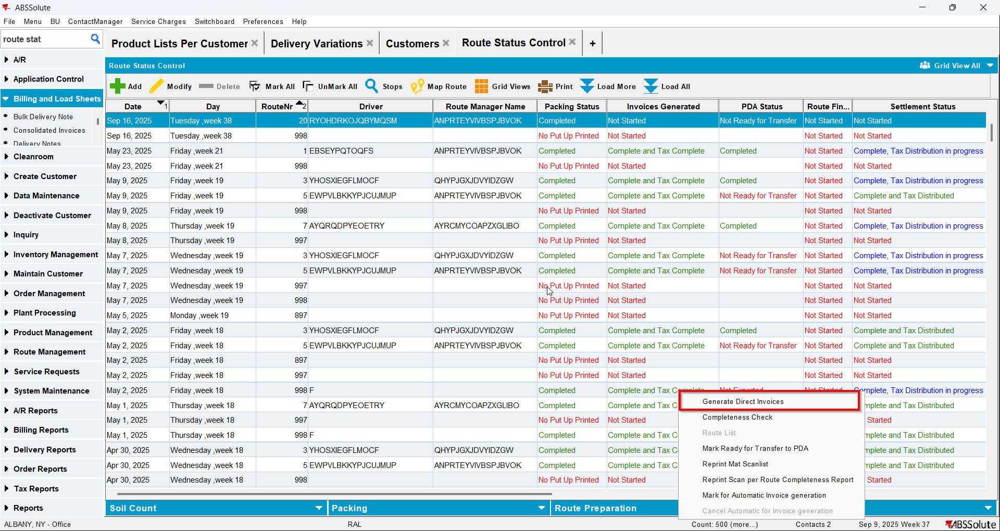 ABSSolute
File Menu BU ContactManager Service Charges Switchboard Preferences Help
route stat
Product Lists Per Customer Delivery Variations Customers Route Status Control +
Route Status Control Grid View All
Add Modify Delete Mark All UnMark All Stops Map Route Grid Views Print Load More Load All
A/R
Application Control
Billing and Load Sheets
Bulk Delivery Note
Consolidated Invoices
Delivery Notes
Cleanroom
Create Customer
Data Maintenance
Deactivate Customer
Inquiry
Inventory Management
Maintain Customer
Order Management
Plant Processing
Product Management
Route Management
Service Requests
System Maintenance
A/R Reports
Billing Reports
Delivery Reports
Order Reports
Tax Reports
Reports
Date 1 Day RouteNr 2 Driver Route Manager Name Packing Status Invoices Generated PDA Status Route Fin... Settlement Status
Sep 16, 2025 Tuesday ,week 38 20 RYOHDRKOJQBYMQSM ANPRTEYVIVBSPJBVOK Completed Not Started Not Ready for Transfer Not Started Not Started
Sep 16, 2025 Tuesday ,week 38 998 No Put Up Printed Not Started Not Started Not Started
May 23, 2025 Friday ,week 21 1 EBSEYPQTOQFS ANPRTEYVIVBSPJBVOK Completed Complete and Tax Complete Completed Not Started Complete, Tax Distribution in progress
May 23, 2025 Friday ,week 21 998 No Put Up Printed Not Started Not Started Not Started
May 9, 2025 Friday ,week 19 3 YHOSXIEGFLMOCF QHYPJGXJDVYIDZGW Completed Complete and Tax Complete Completed Not Started Complete, Tax Distribution in progress
May 9, 2025 Friday ,week 19 5 EWPVLBKKYPJCUJMUP ANPRTEYVIVBSPJBVOK Completed Complete and Tax Complete Not Ready for Transfer Not Started Complete and Tax Distributed
May 9, 2025 Friday ,week 19 998 No Put Up Printed Not Started Not Started Not Started
May 8, 2025 Thursday ,week 19 7 AYQRQDPYEOETRY AYRCMYCOAPZXGLIBO Completed Complete and Tax Complete Completed Not Started Complete, Tax Distribution in progress
May 8, 2025 Thursday ,week 19 997 No Put Up Printed Not Started Not Started Not Started
May 7, 2025 Wednesday ,week 19 3 YHOSXIEGFLMOCF QHYPJGXJDVYIDZGW Completed Complete and Tax Complete Not Ready for Transfer Not Started Complete, Tax Distribution in progress
May 7, 2025 Wednesday ,week 19 5 EWPVLBKKYPJCUJMUP ANPRTEYVIVBSPJBVOK Completed Complete and Tax Complete Not Ready for Transfer Not Started Complete, Tax Distribution in progress
May 7, 2025 Wednesday ,week 19 997 No Put Up Printed Not Started Not Started Not Started
May 7, 2025 Wednesday ,week 19 998 No Put Up Printed Not Started Not Started Not Started
May 5, 2025 Monday ,week 19 897 No Put Up Printed Not Started Not Started Not Started
May 2, 2025 Friday ,week 18 3 YHOSXIEGFLMOCF QHYPJGXJDVYIDZGW Completed Complete and Tax Complete Completed Not Started Complete and Tax Distributed
May 2, 2025 Friday ,week 18 5 EWPVLBKKYPJCUJMUP ANPRTEYVIVBSPJBVOK Completed Complete and Tax Complete Not Ready for Transfer Not Started Complete and Tax Distributed
May 2, 2025 Friday ,week 18 897 No Put Up Printed Not Started Not Started Not Started
May 2, 2025 Friday ,week 18 997 No Put Up Printed Not Started Not Started Not Started
May 2, 2025 Friday ,week 18 998 F Completed Complete and Tax Complete Not Exported Not Started Complete, Tax Distribution in progress
May 1, 2025 Thursday ,week 18 7 AYQRQDPYEOETRY AYRCMYCOAPZXGLIBO Completed Complete and Tax C mplete and Tax Distributed
May 1, 2025 Thursday ,week 18 997 No Put Up Printed Not Started Started
May 1, 2025 Thursday ,week 18 998 F Completed Complete and Tax C mplete and Tax Distributed
Apr 30, 2025 Wednesday ,week 18 3 YHOSXIEGFLMOCF QHYPJGXJDVYIDZGW Completed Complete and Tax C mplete and Tax Distributed
Apr 30, 2025 Wednesday ,week 18 5 EWPVLBKKYPJCUJMUP ANPRTEYVIVBSPJBVOK Completed Complete and Tax C mplete and Tax Distributed
Apr 30, 2025 Wednesday ,week 18 998 No Put Up Printed Not Started Started
Generate Direct Invoices
Completeness Check
Route List
Mark Ready for Transfer to PDA
Reprint Mat Scanlist
Reprint Scan per Route Completeness Report
Mark for Automatic Invoice generation
Cancel Automatic for Invoice generation
Soil Count Packing Route Preparation
ALBANY, NY - Office RAL Count: 500 (more...) Contacts 2 Sep 9, 2025 Week 37 ABSSolute